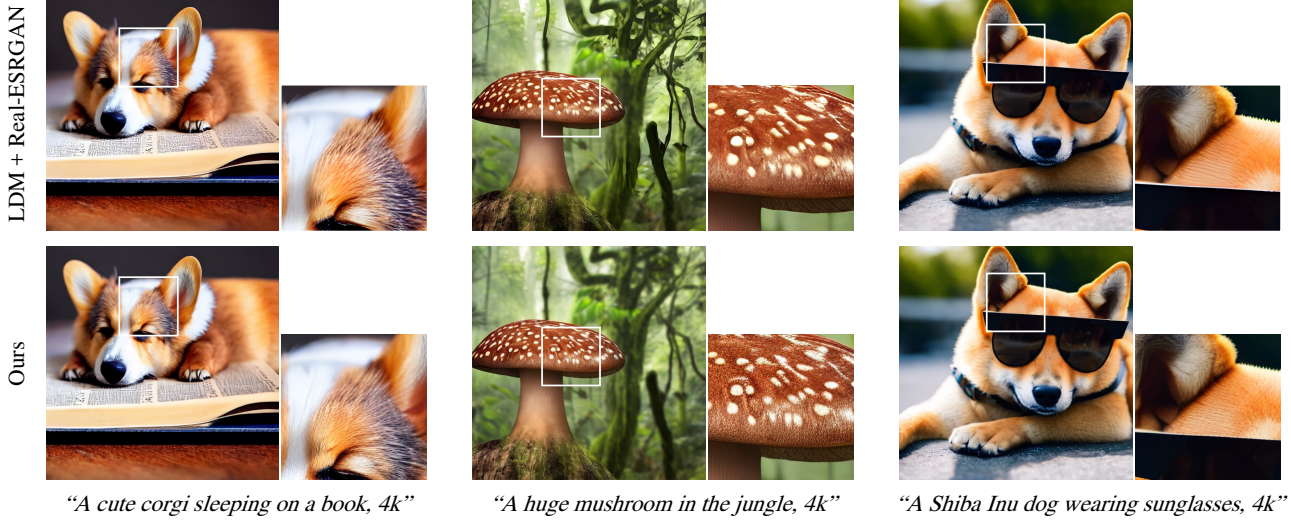 LDM + Real-ESRGAN
Ours
“A cute corgi sleeping on a book, 4k”
“A huge mushroom in the jungle, 4k”
“A Shiba Inu dog wearing sunglasses, 4k”